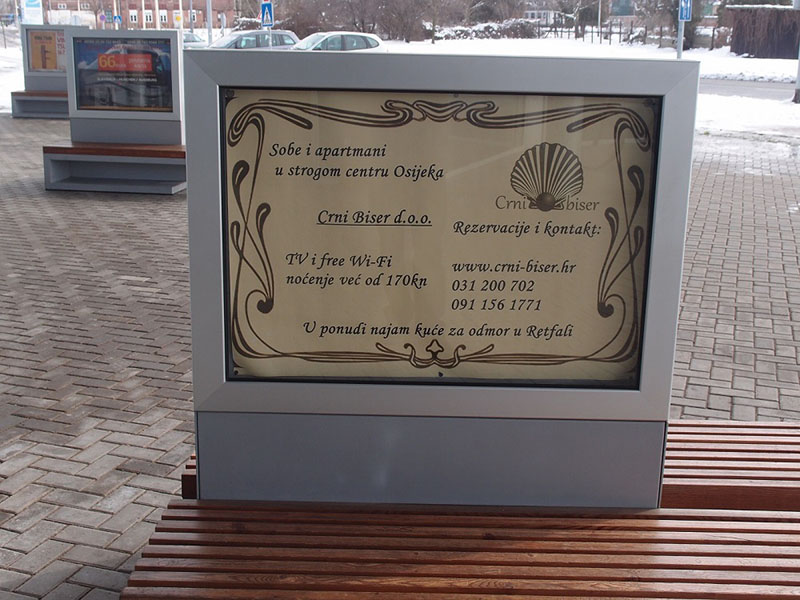 Sobe i apartmani
u strogom centru Osijeka
Crni Biser d.o.o.
TV i free Wi-Fi
noćenje već od 170kn
Crni biser
Rezervacije i kontakt:
www.crni-biser.hr
031 200 702
091 156 1771
U ponudi najam kuće za odmor u Retfali
66